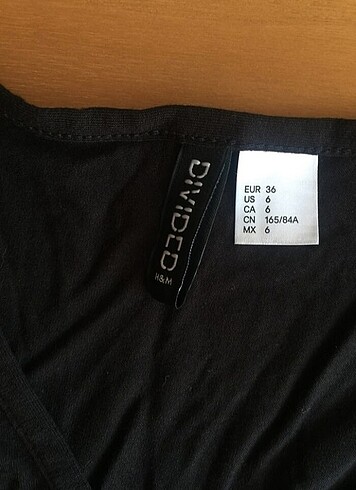 DIVIDED
H&M
EUR 36
US 6
CA 6
CN 165/84A
MX 6